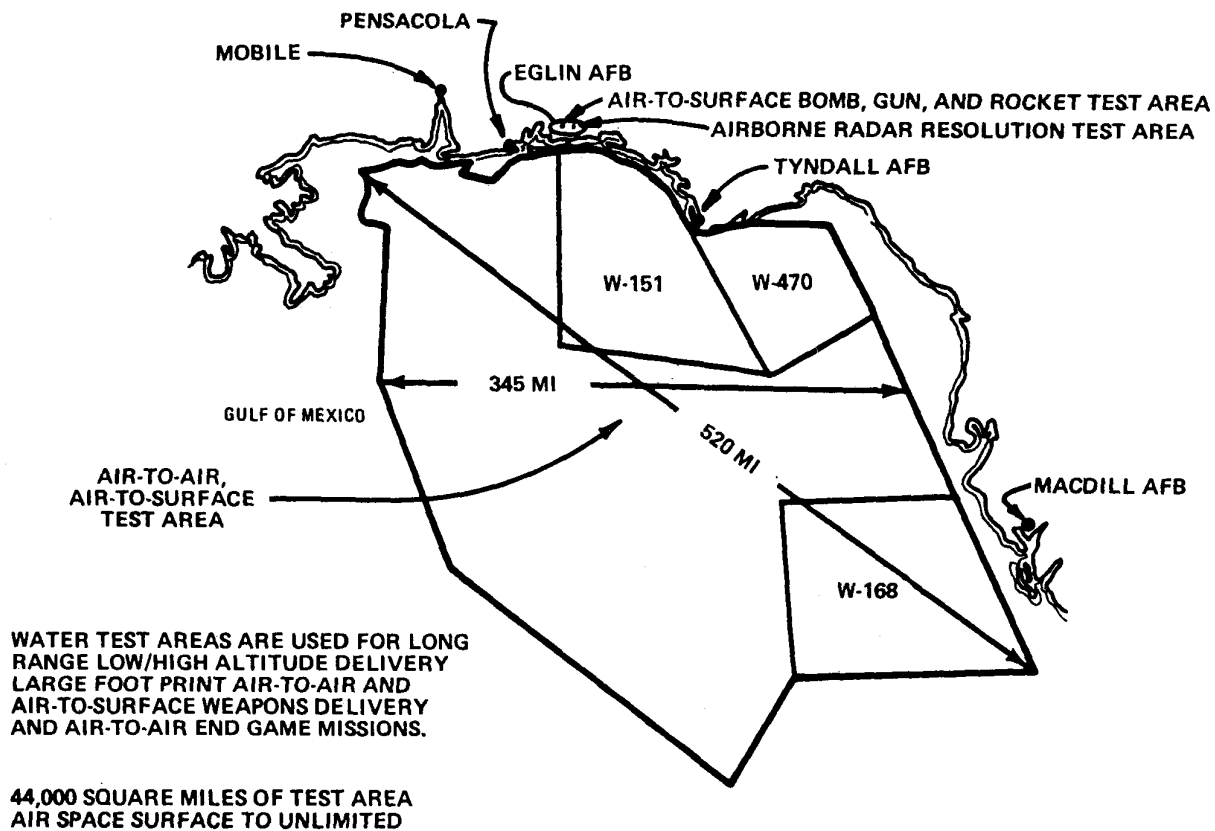 PENSACOLA
MOBILE
EGLIN AFB
AIR-TO-SURFACE BOMB, GUN, AND ROCKET TEST AREA
AIRBORNE RADAR RESOLUTION TEST AREA
TYNDALL AFB
W-151
W-470
345 MI
GULF OF MEXICO
520 MI
AIR-TO-AIR,
AIR-TO-SURFACE
TEST AREA
MACDILL AFB
W-168
WATER TEST AREAS ARE USED FOR LONG
RANGE LOW/HIGH ALTITUDE DELIVERY
LARGE FOOT PRINT AIR-TO-AIR AND
AIR-TO-SURFACE WEAPONS DELIVERY
AND AIR-TO-AIR END GAME MISSIONS.
44,000 SQUARE MILES OF TEST AREA
AIR SPACE SURFACE TO UNLIMITED